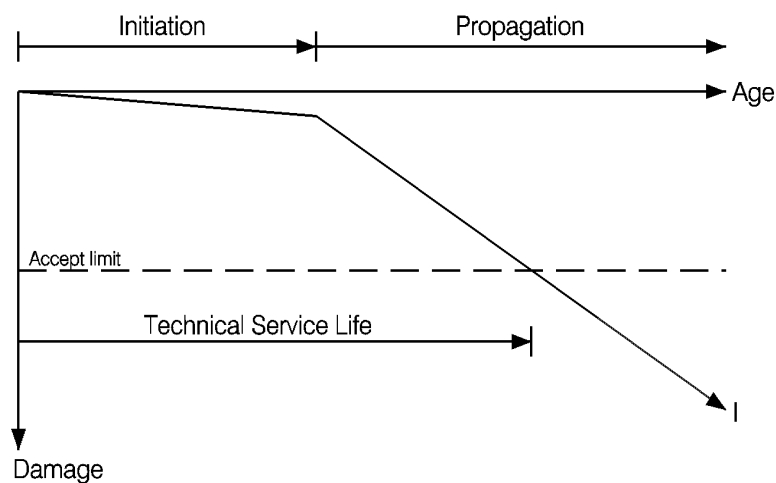 Initiation
Propagation
Age
Accept limit
Technical Service Life
I
Damage